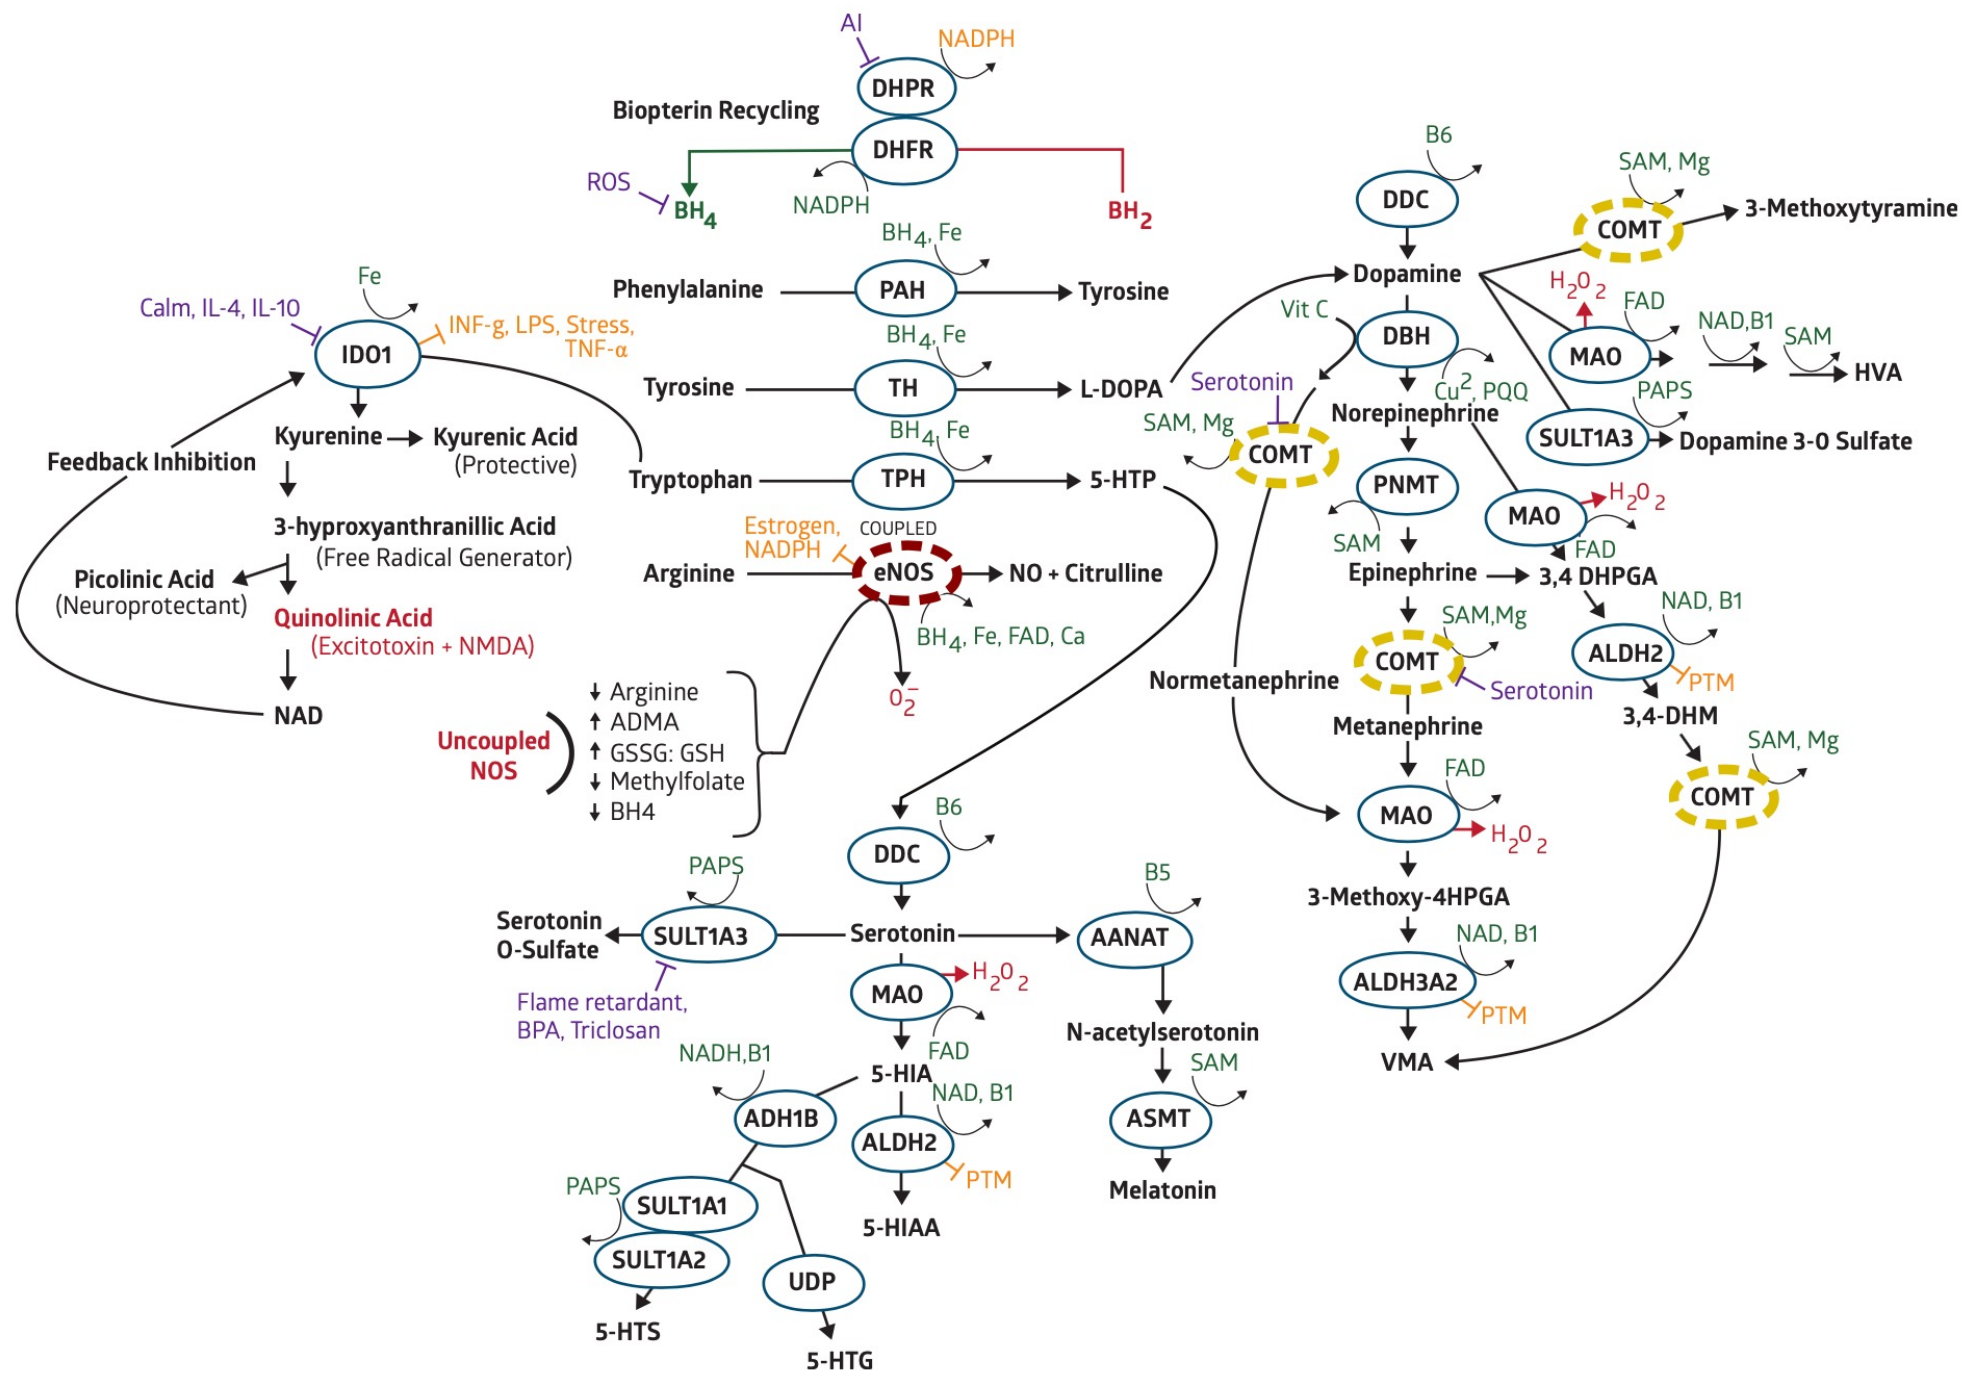 AI
NADPH
DHPR
Biopterin Recycling
DHFR
NADPH
ROS
BH4
BH2
BH4, Fe
Phenylalanine
PAH
Tyrosine
BH4, Fe
Tyrosine
TH
L-DOPA
BH4, Fe
Tryptophan
TPH
5-HTP
Fe
Calm, IL-4, IL-10
INF-g, LPS, Stress,
TNF-α
IDO1
Kyurenine
Kyurenic Acid
(Protective)
Feedback Inhibition
3-hyproxyanthranillic Acid
(Free Radical Generator)
Picolinic Acid
(Neuroprotectant)
Quinolinic Acid
(Excitotoxin + NMDA)
NAD
Estrogen,
NADPH
COUPLED
Arginine
eNOS
NO + Citrulline
BH4, Fe, FAD, Ca
O2−
Uncoupled
NOS
↓ Arginine
↑ ADMA
↑ GSSG: GSH
↓ Methylfolate
↓ BH4
B6
DDC
PAPS
Serotonin
O-Sulfate
SULT1A3
Serotonin
Flame retardant,
BPA, Triclosan
B5
AANAT
MAO
H2O2
FAD
N-acetylserotonin
SAM
ASMT
Melatonin
5-HIA
NADH,B1
ADH1B
NAD, B1
ALDH2
PTM
5-HIAA
PAPS
SULT1A1
SULT1A2
UDP
5-HTS
5-HTG
B6
DDC
Dopamine
SAM, Mg
COMT
3-Methoxytyramine
H2O2
FAD
MAO
NAD,B1
SAM
HVA
PAPS
SULT1A3
Dopamine 3-O Sulfate
Vit C
DBH
Cu2, PQQ
Serotonin
Norepinephrine
SAM, Mg
COMT
PNMT
SAM
MAO
H2O2
FAD
Epinephrine
3,4 DHPGA
SAM,Mg
COMT
Serotonin
NAD, B1
ALDH2
PTM
3,4-DHM
Normetanephrine
Metanephrine
SAM, Mg
COMT
FAD
MAO
H2O2
3-Methoxy-4HPGA
NAD, B1
ALDH3A2
PTM
VMA